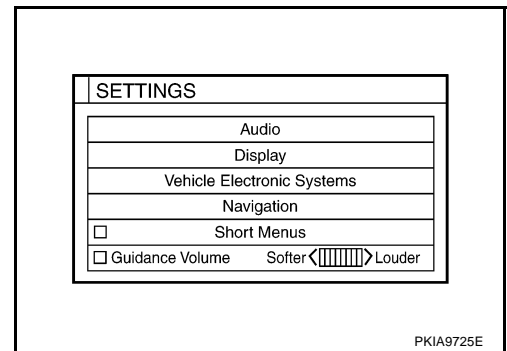 SETTINGS
Audio
Display
Vehicle Electronic Systems
Navigation
Short Menus
Guidance Volume Softer Louder
PKIA9725E